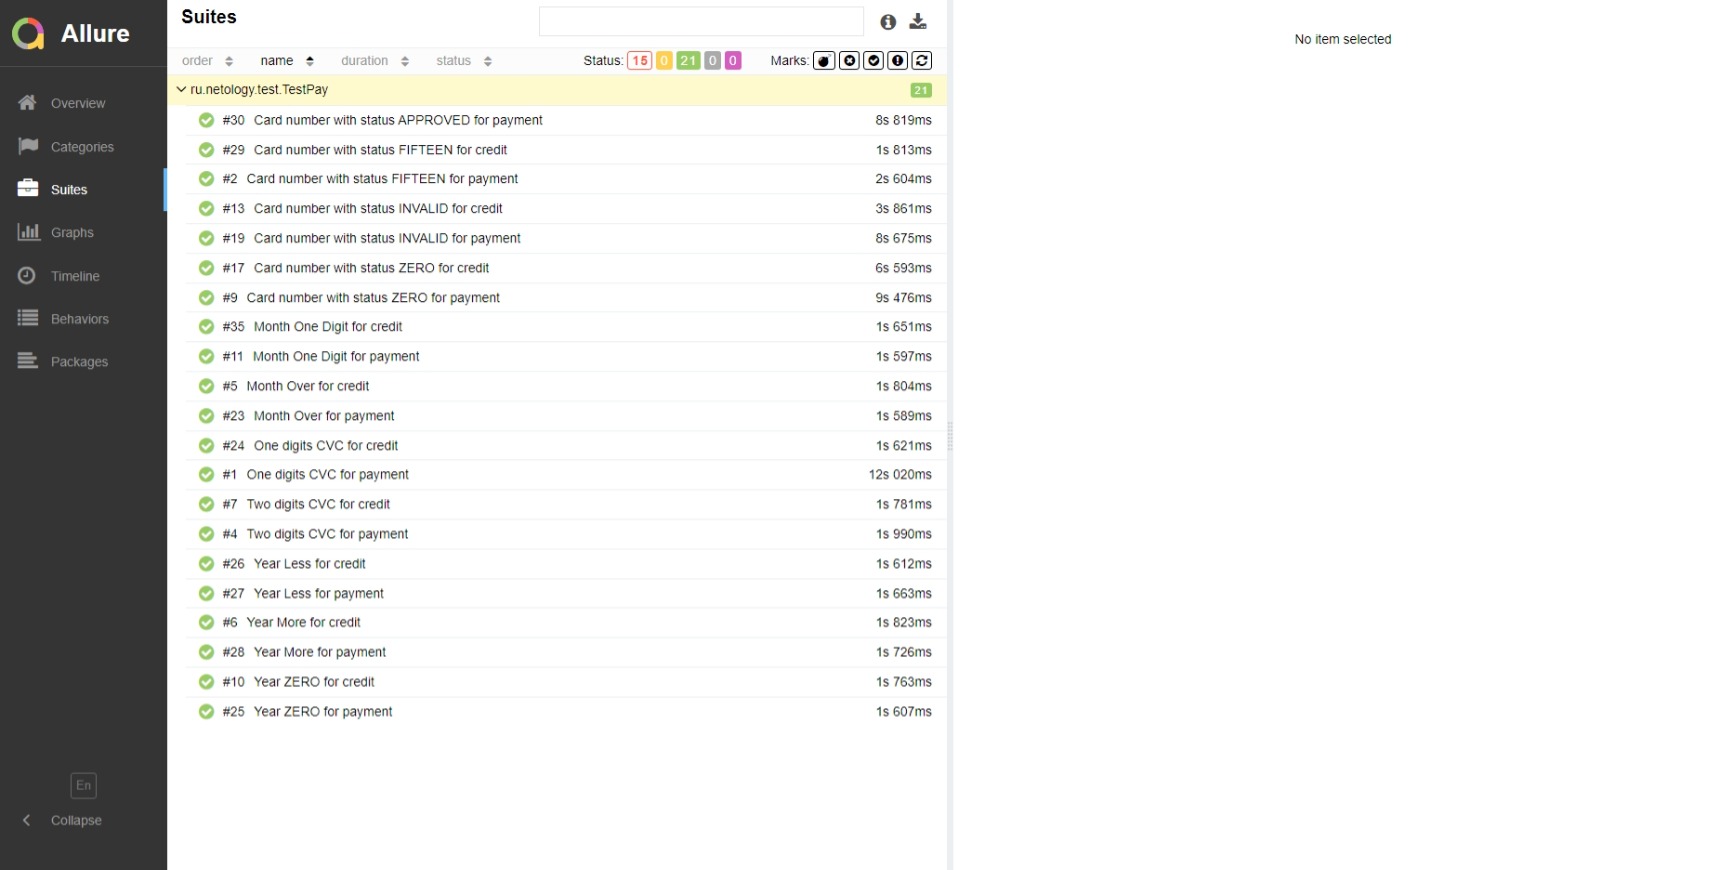 Allure
Overview
Categories
Suites
Graphs
Timeline
Behaviors
Packages
En
Collapse
Suites
order name duration status Status: 15 0 21 0 0 Marks:
ru.netology.test.TestPay 21
#30 Card number with status APPROVED for payment 8s 819ms
#29 Card number with status FIFTEEN for credit 1s 813ms
#2 Card number with status FIFTEEN for payment 2s 604ms
#13 Card number with status INVALID for credit 3s 861ms
#19 Card number with status INVALID for payment 8s 675ms
#17 Card number with status ZERO for credit 6s 593ms
#9 Card number with status ZERO for payment 9s 476ms
#35 Month One Digit for credit 1s 651ms
#11 Month One Digit for payment 1s 597ms
#5 Month Over for credit 1s 804ms
#23 Month Over for payment 1s 589ms
#24 One digits CVC for credit 1s 621ms
#1 One digits CVC for payment 12s 020ms
#7 Two digits CVC for credit 1s 781ms
#4 Two digits CVC for payment 1s 990ms
#26 Year Less for credit 1s 612ms
#27 Year Less for payment 1s 663ms
#6 Year More for credit 1s 823ms
#28 Year More for payment 1s 726ms
#10 Year ZERO for credit 1s 763ms
#25 Year ZERO for payment 1s 607ms
No item selected